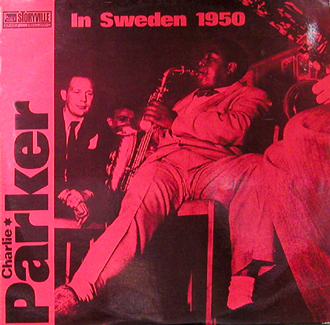 STORYVILLE
In Sweden 1950
Charlie*
Parker